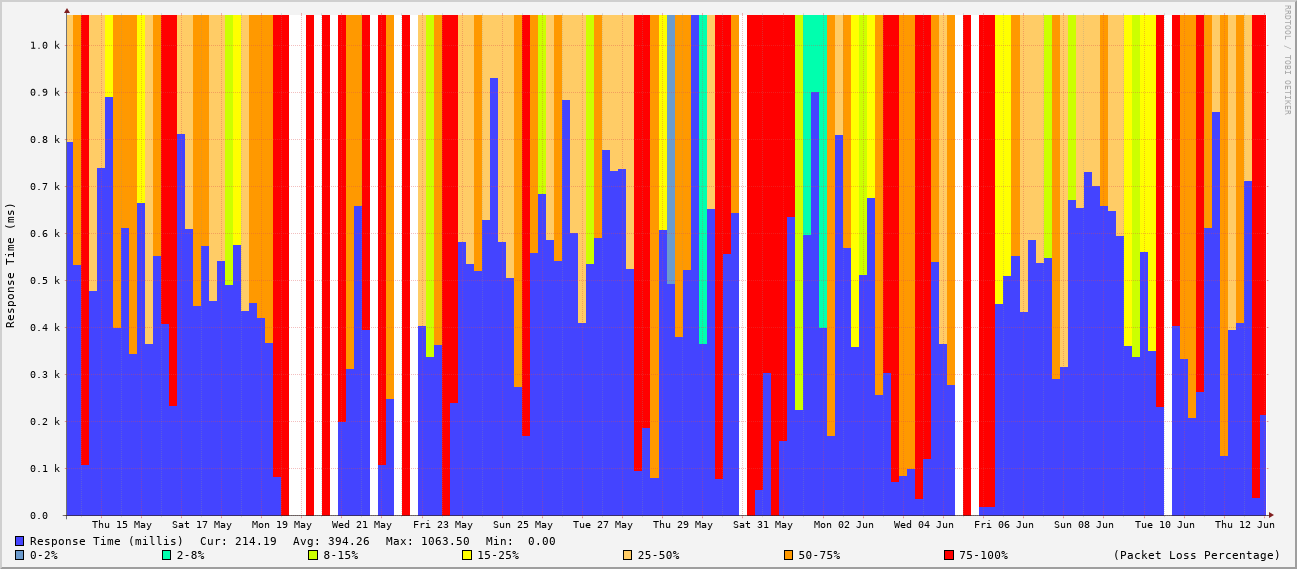 RRDTOOL / TOBI OETIKER
Response Time (ms)
1.0 k
0.9 k
0.8 k
0.7 k
0.6 k
0.5 k
0.4 k
0.3 k
0.2 k
0.1 k
0.0
Thu 15 May Sat 17 May Mon 19 May Wed 21 May Fri 23 May Sun 25 May Tue 27 May Thu 29 May Sat 31 May Mon 02 Jun Wed 04 Jun Fri 06 Jun Sun 08 Jun Tue 10 Jun Thu 12 Jun
Response Time (millis) Cur: 214.19 Avg: 394.26 Max: 1063.50 Min: 0.00
0-2% 2-8% 8-15% 15-25% 25-50% 50-75% 75-100% (Packet Loss Percentage)